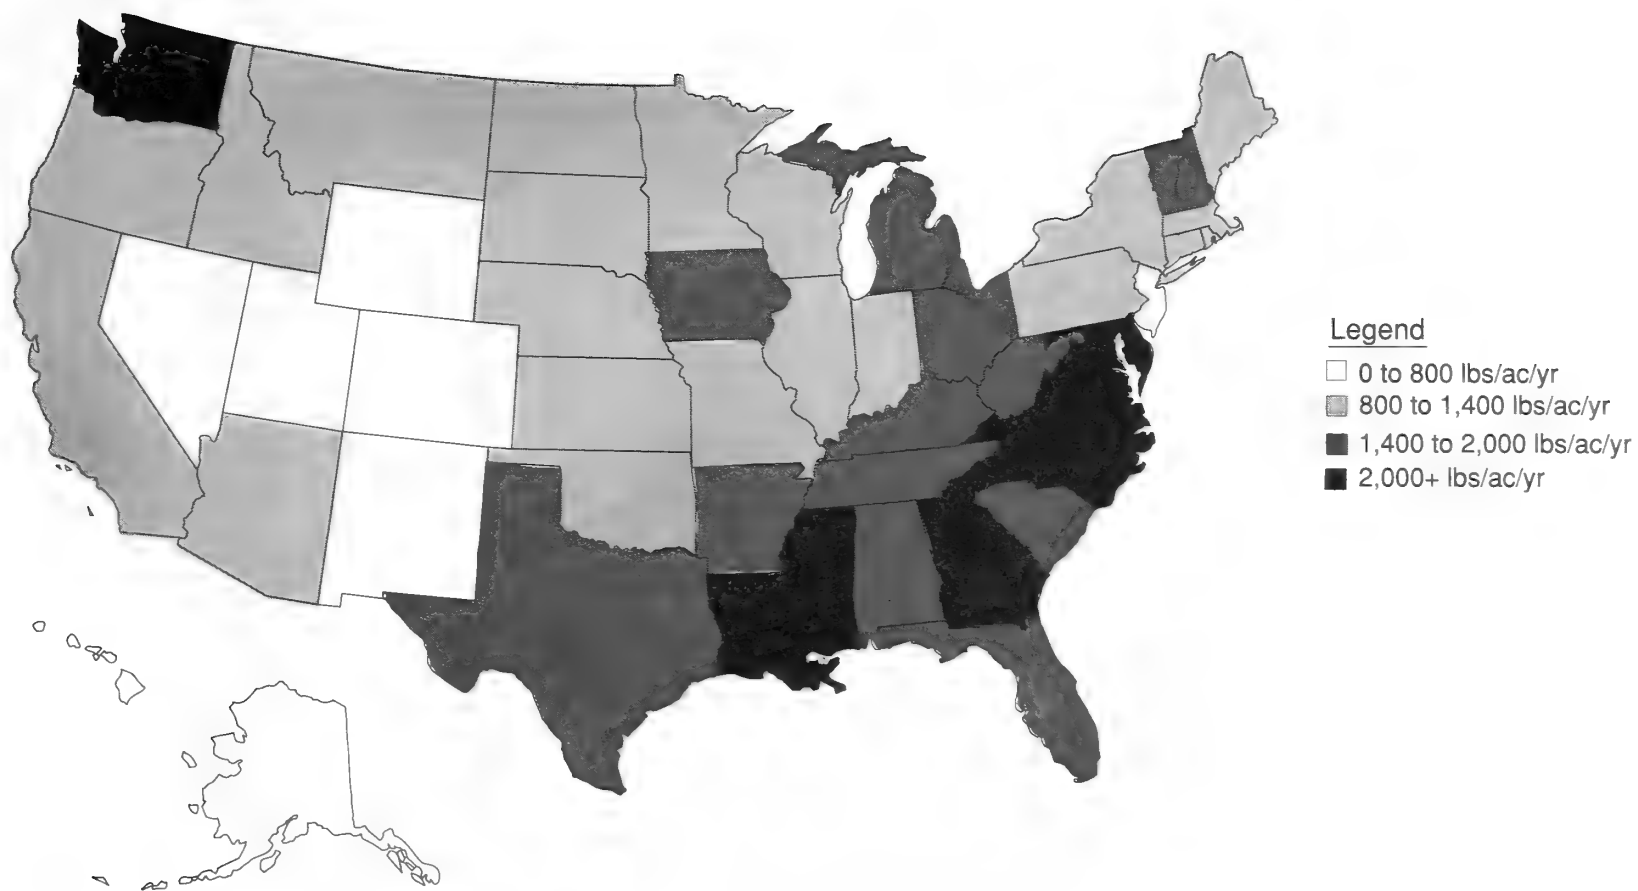 Legend
0 to 800 lbs/ac/yr
800 to 1,400 lbs/ac/yr
1,400 to 2,000 lbs/ac/yr
2,000+ lbs/ac/yr